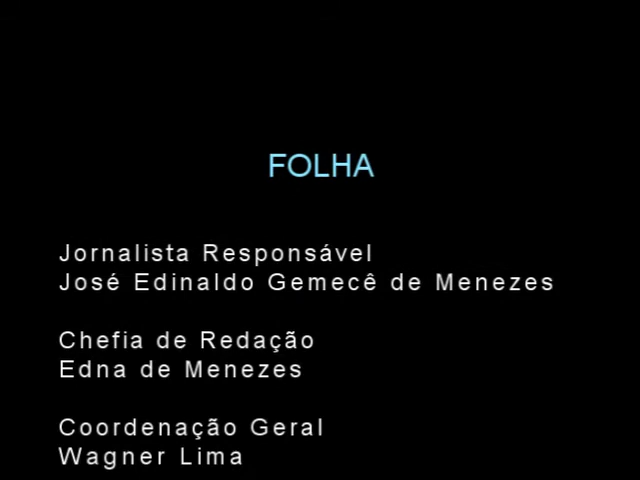 FOLHA
Jornalista Responsável
José Edinaldo Gemecê de Menezes
Chefia de Redação
Edna de Menezes
Coordenação Geral
Wagner Lima